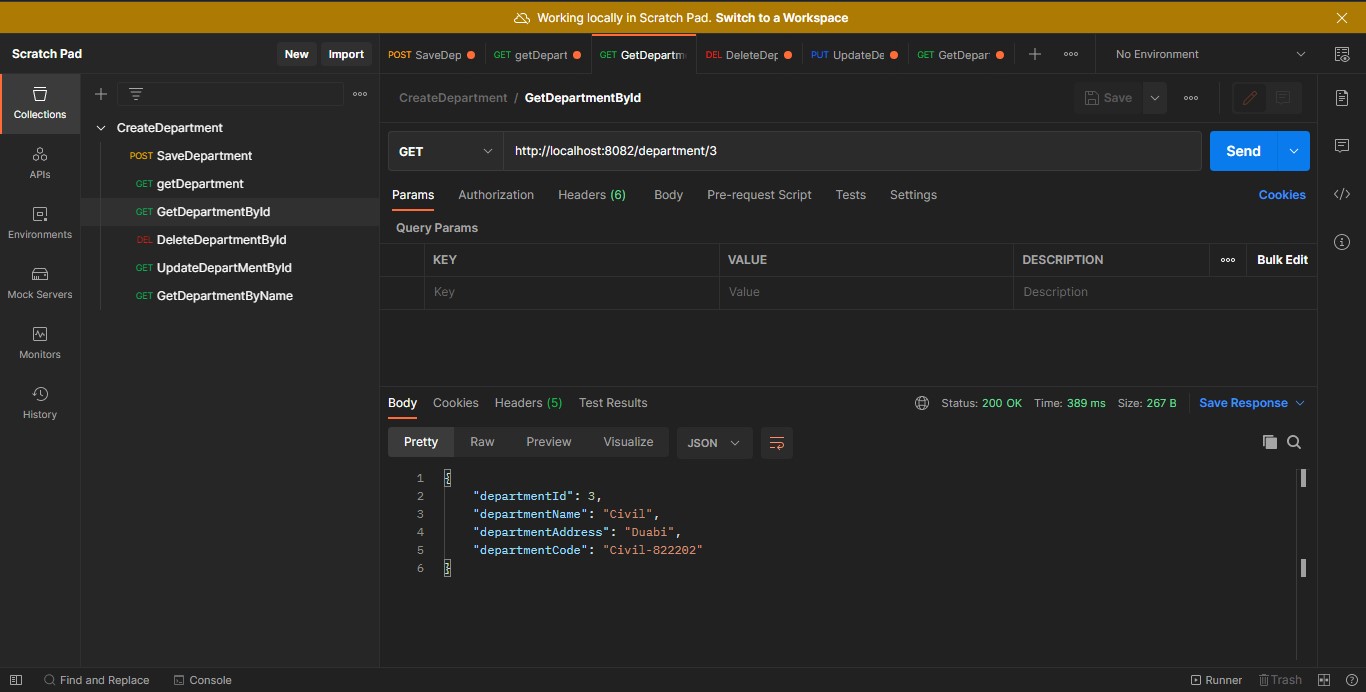 Working locally in Scratch Pad. Switch to a Workspace
Scratch Pad
New
Import
POST SaveDep
GET getDepart
GET GetDepartm
DEL DeleteDep
PUT UpdateDe
GET GetDepar
No Environment
Collections
APIs
Environments
Mock Servers
Monitors
History
CreateDepartment
POST SaveDepartment
GET getDepartment
GET GetDepartmentById
DEL DeleteDepartmentById
GET UpdateDepartMentById
GET GetDepartmentByName
CreateDepartment / GetDepartmentById
Save
GET
http://localhost:8082/department/3
Send
Params
Authorization
Headers (6)
Body
Pre-request Script
Tests
Settings
Cookies
Query Params
KEY
VALUE
DESCRIPTION
Bulk Edit
Key
Value
Description
Body
Cookies
Headers (5)
Test Results
Status: 200 OK
Time: 389 ms
Size: 267 B
Save Response
Pretty
Raw
Preview
Visualize
JSON
1 {
2 "departmentId": 3,
3 "departmentName": "Civil",
4 "departmentAddress": "Duabi",
5 "departmentCode": "Civil-822202"
6 }
Find and Replace
Console
Runner
Trash